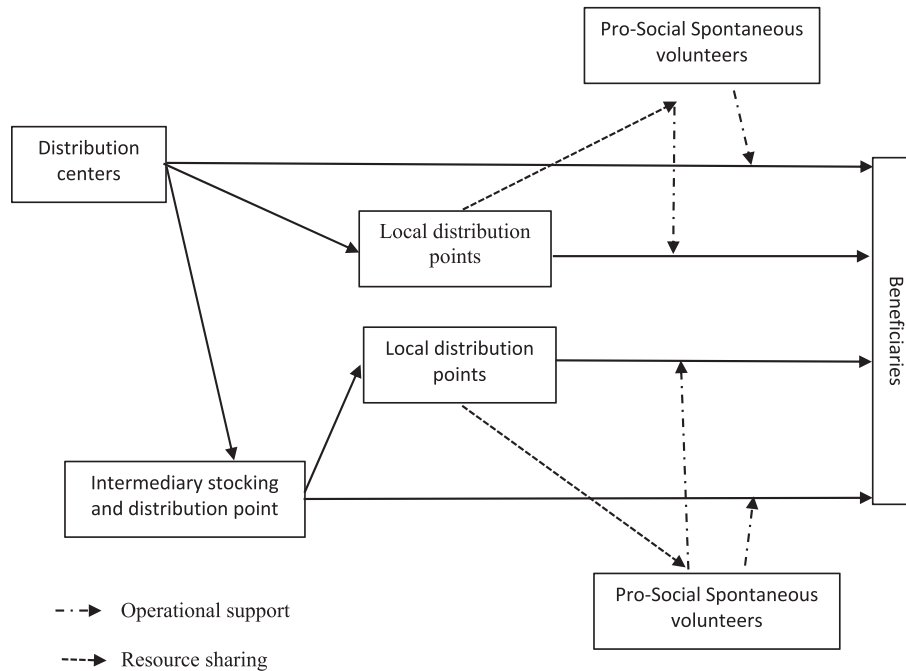 Pro-Social Spontaneous
volunteers
Distribution
centers
Local distribution
points
Local distribution
points
Beneficiaries
Intermediary stocking
and distribution point
Pro-Social Spontaneous
volunteers
Operational support
Resource sharing